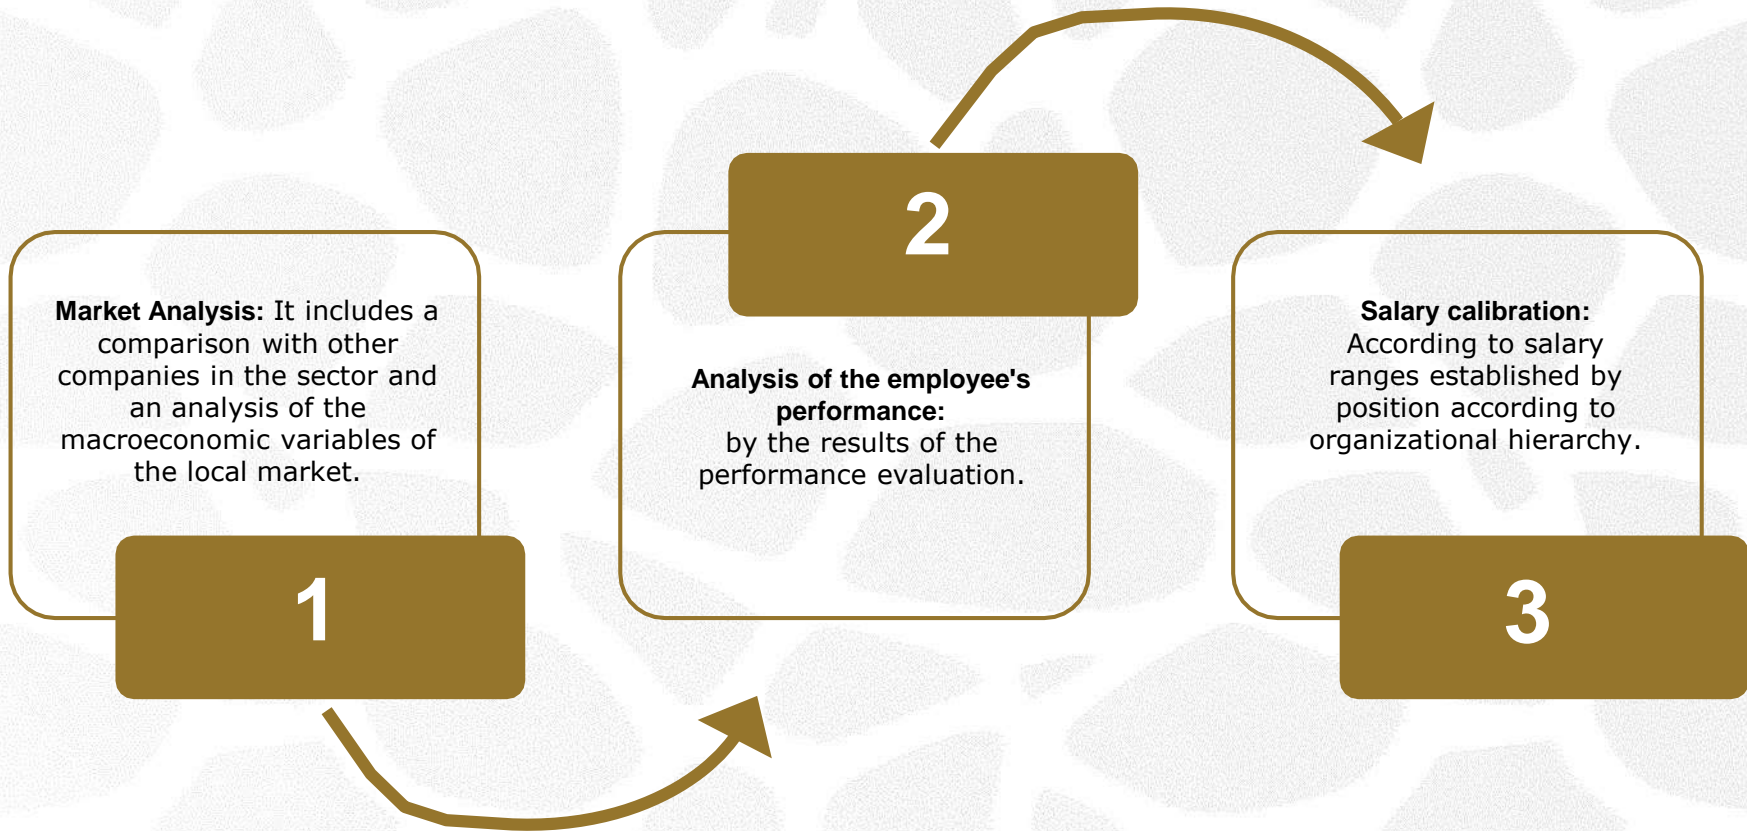 Market Analysis: It includes a
comparison with other
companies in the sector and
an analysis of the
macroeconomic variables of
the local market.
1
2
Analysis of the employee's
performance:
by the results of the
performance evaluation.
Salary calibration:
According to salary
ranges established by
position according to
organizational hierarchy.
3